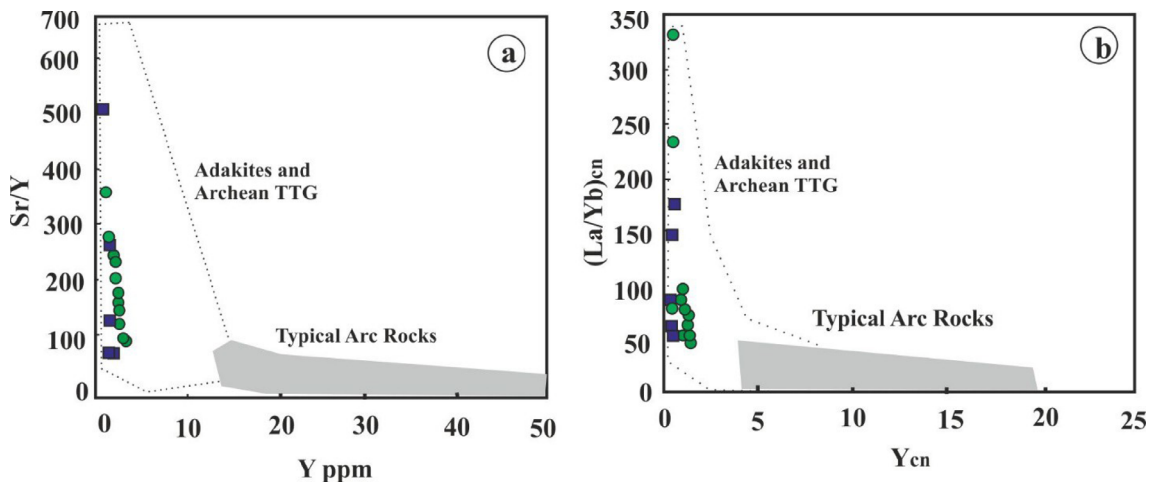 700
600
500
400
300
200
100
0
Sr/Y
a
Adakites and
Archean TTG
Typical Arc Rocks
0 10 20 30 40 50
Y ppm
350
300
250
200
150
100
50
0
(La/Yb)cn
b
Adakites and
Archean TTG
Typical Arc Rocks
0 5 10 15 20 25
Ycn